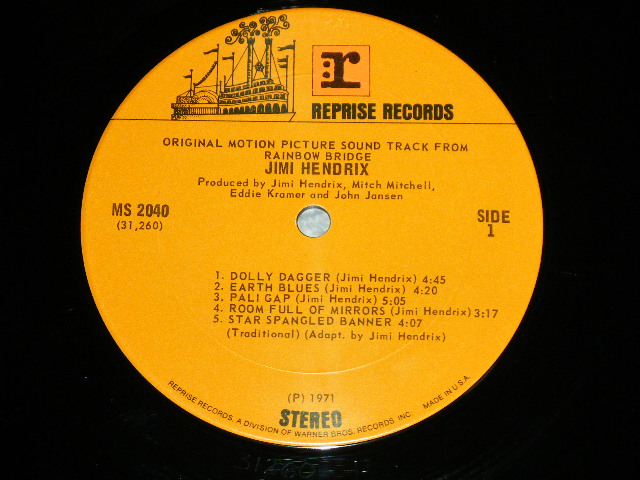 :r
REPRISE RECORDS
ORIGINAL MOTION PICTURE SOUND TRACK FROM
RAINBOW BRIDGE
JIMI HENDRIX
Produced by Jimi Hendrix, Mitch Mitchell,
Eddie Kramer and John Jansen
MS 2040
(31,260)
SIDE
1
1. DOLLY DAGGER (Jimi Hendrix) 4:45
2. EARTH BLUES (Jimi Hendrix) 4:20
3. PALI GAP (Jimi Hendrix) 5:05
4. ROOM FULL OF MIRRORS (Jimi Hendrix) 3:17
5. STAR SPANGLED BANNER 4:07
(Traditional) (Adapt. by Jimi Hendrix)
(P) 1971
STEREO
REPRISE RECORDS, A DIVISION OF WARNER BROS. RECORDS, INC.
MADE IN U.S.A.